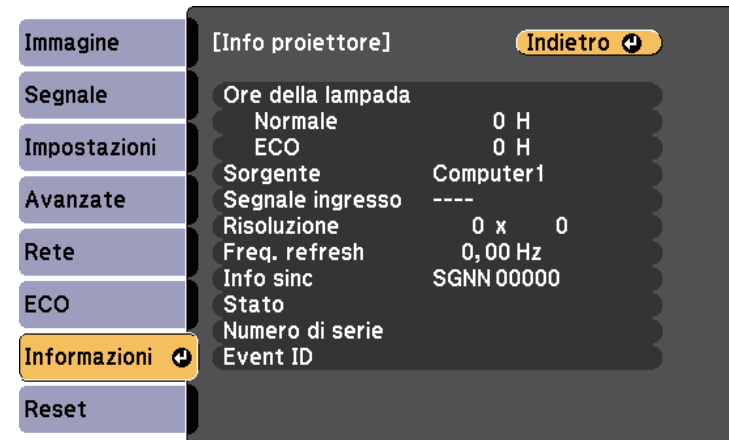 Immagine
Segnale
Impostazioni
Avanzate
Rete
ECO
Informazioni
Reset
[Info proiettore]
Indietro
Ore della lampada
Normale 0 H
ECO 0 H
Sorgente Computer1
Segnale ingresso ----
Risoluzione 0 x 0
Freq. refresh 0,00 Hz
Info sinc SGNN 00000
Stato
Numero di serie
Event ID